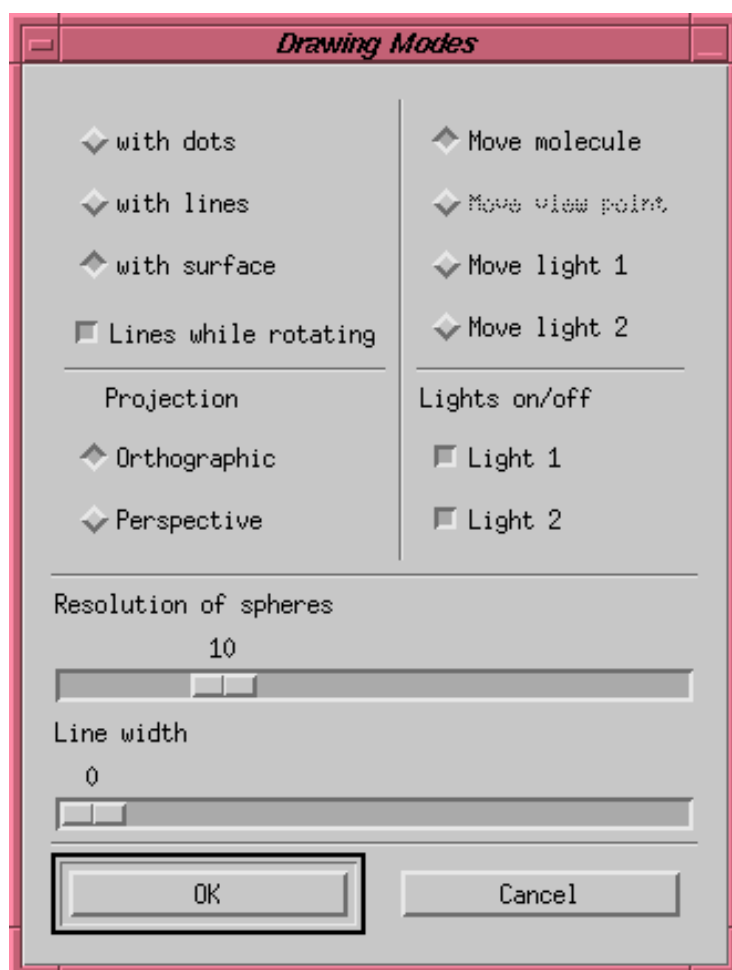 Drawing Modes
with dots
with lines
with surface
Lines while rotating
Move molecule
Move view point
Move light 1
Move light 2
Projection
Orthographic
Perspective
Lights on/off
Light 1
Light 2
Resolution of spheres
10
Line width
0
OK
Cancel